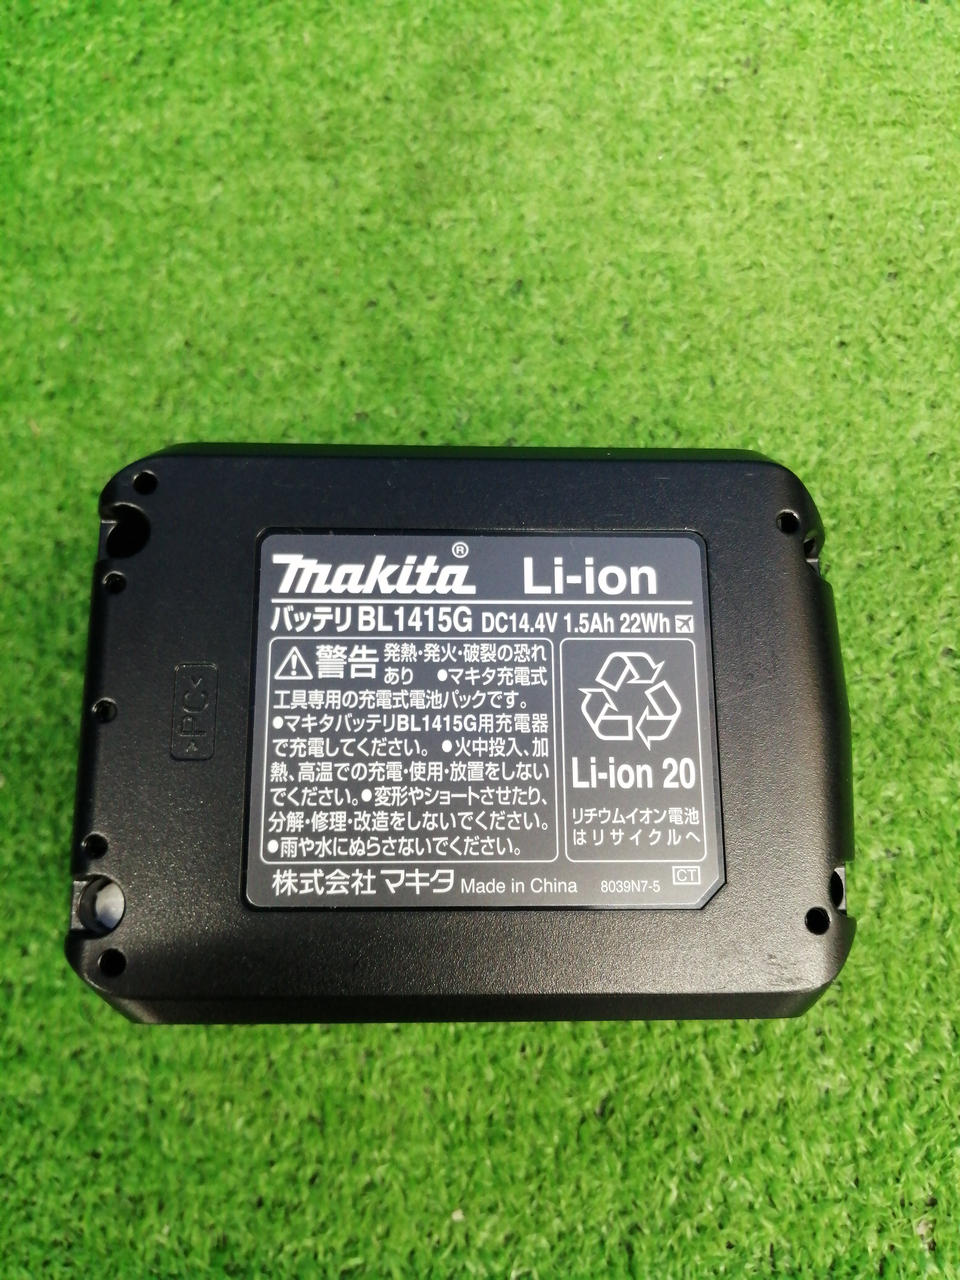 makita® Li-ion
バッテリ BL1415G DC14.4V 1.5Ah 22Wh
警告 発熱・発火・破裂の恐れ
あり ●マキタ充電式
工具専用の充電式電池パックです。
●マキタバッテリBL1415G用充電器
で充電してください。 ●火中投入、加
熱、高温での充電・使用・放置をしない
でください。●変形やショートさせたり、
分解・修理・改造をしないでください。
●雨や水にぬらさないでください。
Li-ion 20
リチウムイオン電池
はリサイクルへ
株式会社 マキタ Made in China 8039N7-5 CT
>PC<